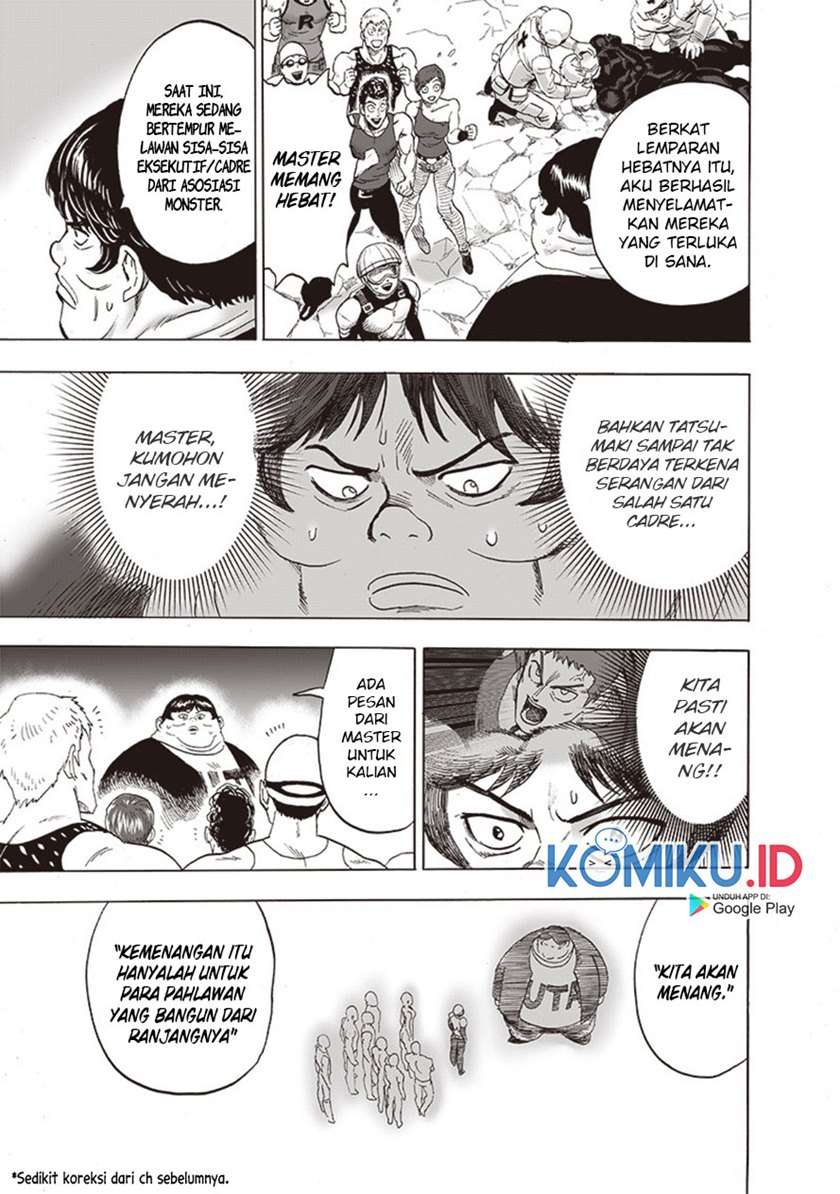 BERKAT
LEMPARAN
HEBATNYA ITU,
AKU BERHASIL
MENYELAMAT-
KAN MEREKA
YANG TERLUKA
DI SANA.
R
MASTER
MEMANG
HEBAT!
SAAT INI,
MEREKA SEDANG
BERTEMPUR ME-
LAWAN SISA-SISA
EKSEKUTIF/CADRE
DARI ASOSIASI
MONSTER.
BAHKAN TATSU-
MAKI SAMPAI TAK
BERDAYA TERKENA
SERANGAN DARI
SALAH SATU
CADRE...
MASTER,
KUMOHON
JANGAN ME-
NYERAH...!
KITA
PASTI
AKAN
MENA-
NG!!
ADA
PESAN
DARI
MASTER
UNTUK
KALIAN
...
UTA
KOMIKU.ID
UNDUH APP DI:
Google Play
"KITA AKAN
MENANG."
UTA
"KEMENANGAN ITU
HANYALAH UNTUK
PARA PAHLAWAN
YANG BANGUN DARI
RANJANGNYA"
*Sedikit koreksi dari ch sebelumnya.